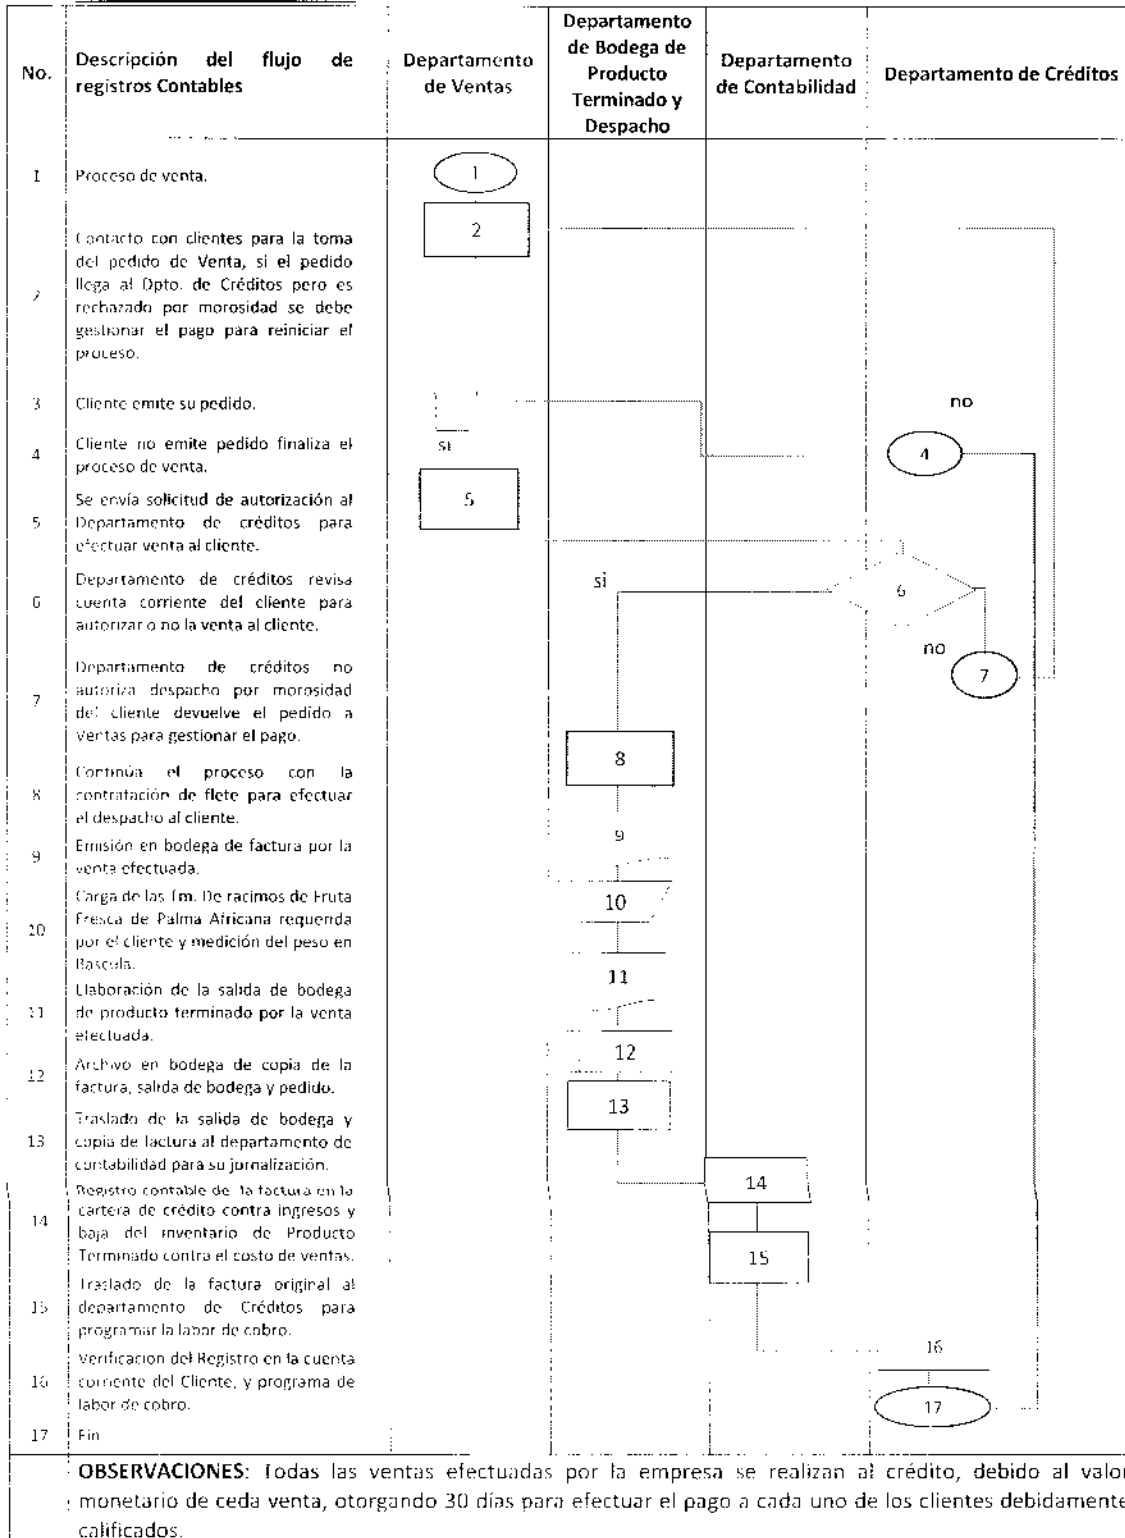 No.
Descripción del flujo de
registros Contables
Departamento
de Ventas
Departamento
de Bodega de
Producto
Terminado y
Despacho
Departamento
de Contabilidad
Departamento de Créditos
1
Proceso de venta.
1
2
Contacto con clientes para la toma
del pedido de Venta, si el pedido
llega al Dpto. de Créditos pero es
rechazado por morosidad se debe
gestionar el pago para reiniciar el
proceso.
2
3
Cliente emite su pedido.
no
4
Cliente no emite pedido finaliza el
proceso de venta.
si
4
5
Se envía solicitud de autorización al
Departamento de créditos para
efectuar venta al cliente.
5
6
Departamento de créditos revisa
cuenta corriente del cliente para
autorizar o no la venta al cliente.
si
6
no
7
Departamento de créditos no
autoriza despacho por morosidad
del cliente devuelve el pedido a
Ventas para gestionar el pago.
7
8
Continúa el proceso con la
contratación de flete para efectuar
el despacho al cliente.
8
9
Emisión en bodega de factura por la
venta efectuada.
9
10
Carga de las Tm. De racimos de Fruta
Fresca de Palma Africana requerida
por el cliente y medición del peso en
Bascula.
10
11
Elaboración de la salida de bodega
de producto terminado por la venta
efectuada.
11
12
Archivo en bodega de copia de la
factura, salida de bodega y pedido.
12
13
Traslado de la salida de bodega y
copia de factura al departamento de
contabilidad para su jornalización.
13
14
Registro contable de la factura en la
cartera de crédito contra ingresos y
baja del inventario de Producto
Terminado contra el costo de ventas.
14
15
Traslado de la factura original al
departamento de Créditos para
programar la labor de cobro.
15
16
Verificacion del Registro en la cuenta
corriente del Cliente, y programa de
labor de cobro.
16
17
Fin
17
OBSERVACIONES: Todas las ventas efectuadas por la empresa se realizan al crédito, debido al valor
monetario de ceda venta, otorgando 30 días para efectuar el pago a cada uno de los clientes debidamente
calificados.